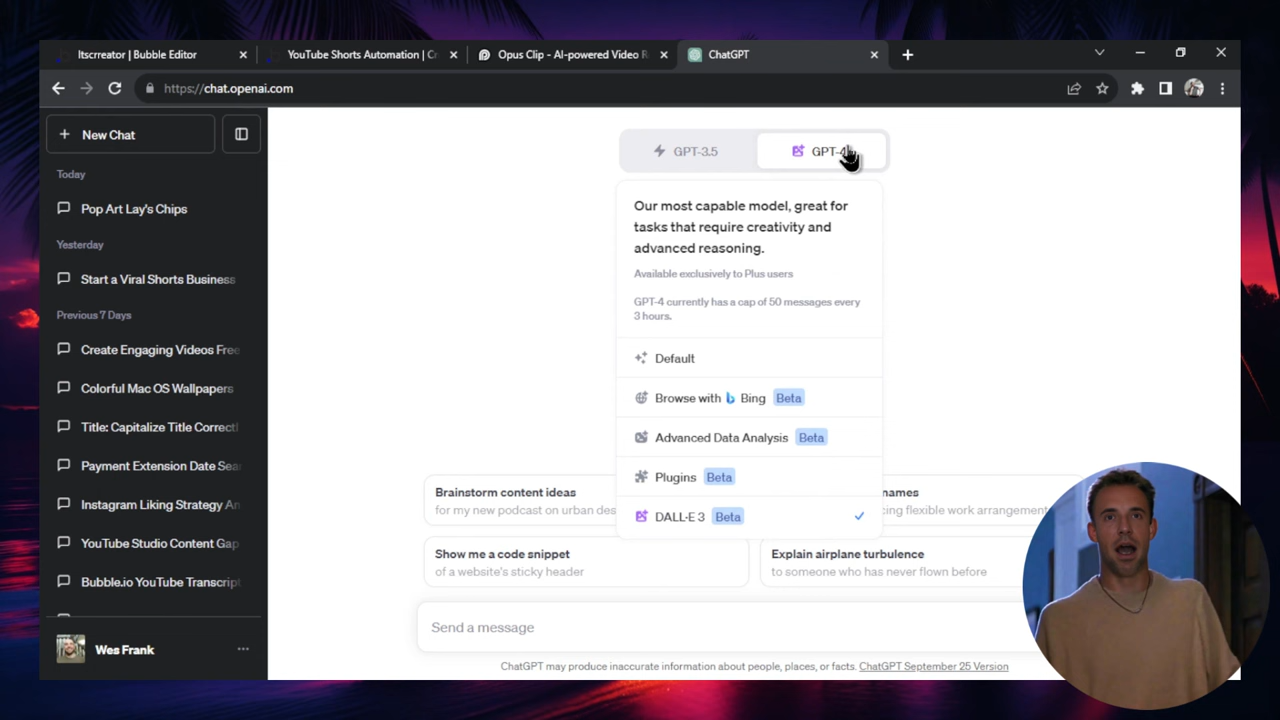 Itscrreator | Bubble Editor
YouTube Shorts Automation | Cr
Opus Clip - AI-powered Video R
ChatGPT
https://chat.openai.com
New Chat
Today
Pop Art Lay's Chips
Yesterday
Start a Viral Shorts Business
Previous 7 Days
Create Engaging Videos Free
Colorful Mac OS Wallpapers
Title: Capitalize Title Correctl
Payment Extension Date Sea
Instagram Liking Strategy An
YouTube Studio Content Gap
Bubble.io YouTube Transcript
Wes Frank
GPT-3.5
GPT-4
Our most capable model, great for
tasks that require creativity and
advanced reasoning.
Available exclusively to Plus users
GPT-4 currently has a cap of 50 messages every
3 hours.
Default
Browse with Bing Beta
Advanced Data Analysis Beta
Plugins Beta
DALL·E 3 Beta
Brainstorm content ideas
for my new podcast on urban des
names
cing flexible work arrangement
Show me a code snippet
of a website's sticky header
Explain airplane turbulence
to someone who has never flown before
Send a message
ChatGPT may produce inaccurate information about people, places, or facts. ChatGPT September 25 Version